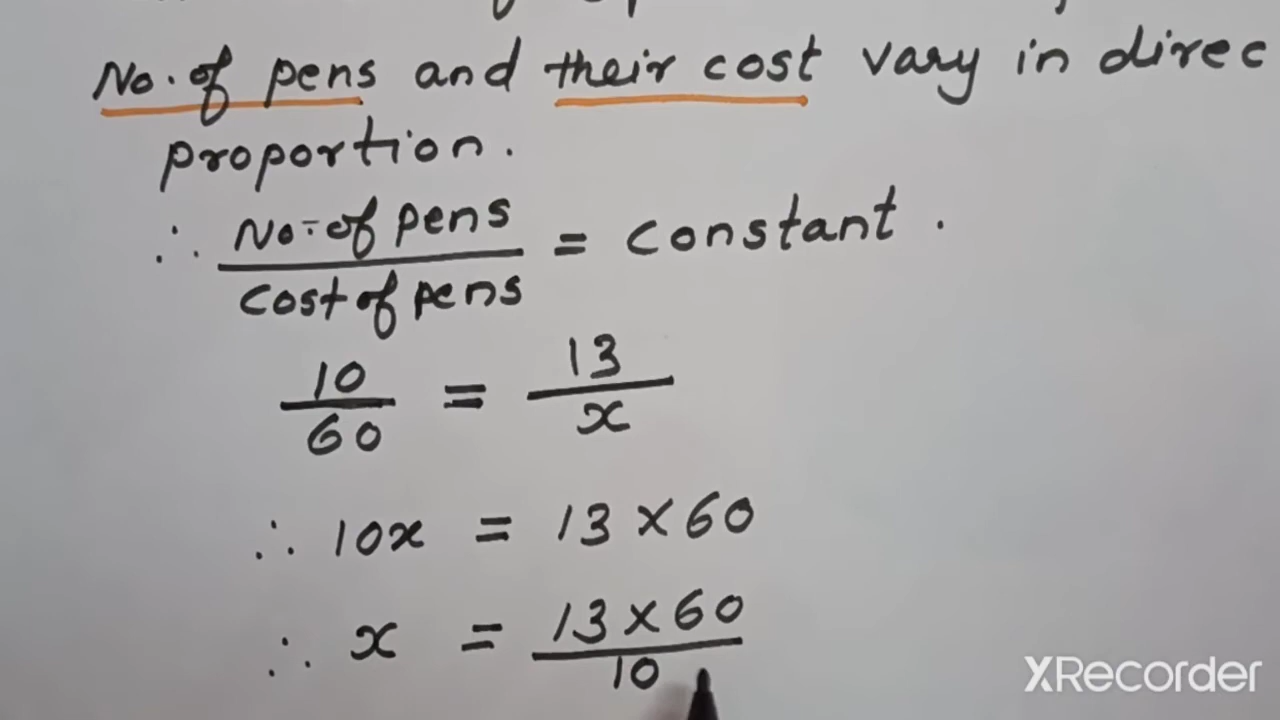 No. of pens and their cost vary in direc
proportion.
∴ No. of pens / cost of pens = constant.
10/60 = 13/x
∴ 10x = 13 × 60
∴ x = 13 × 60 / 10
XRecorder